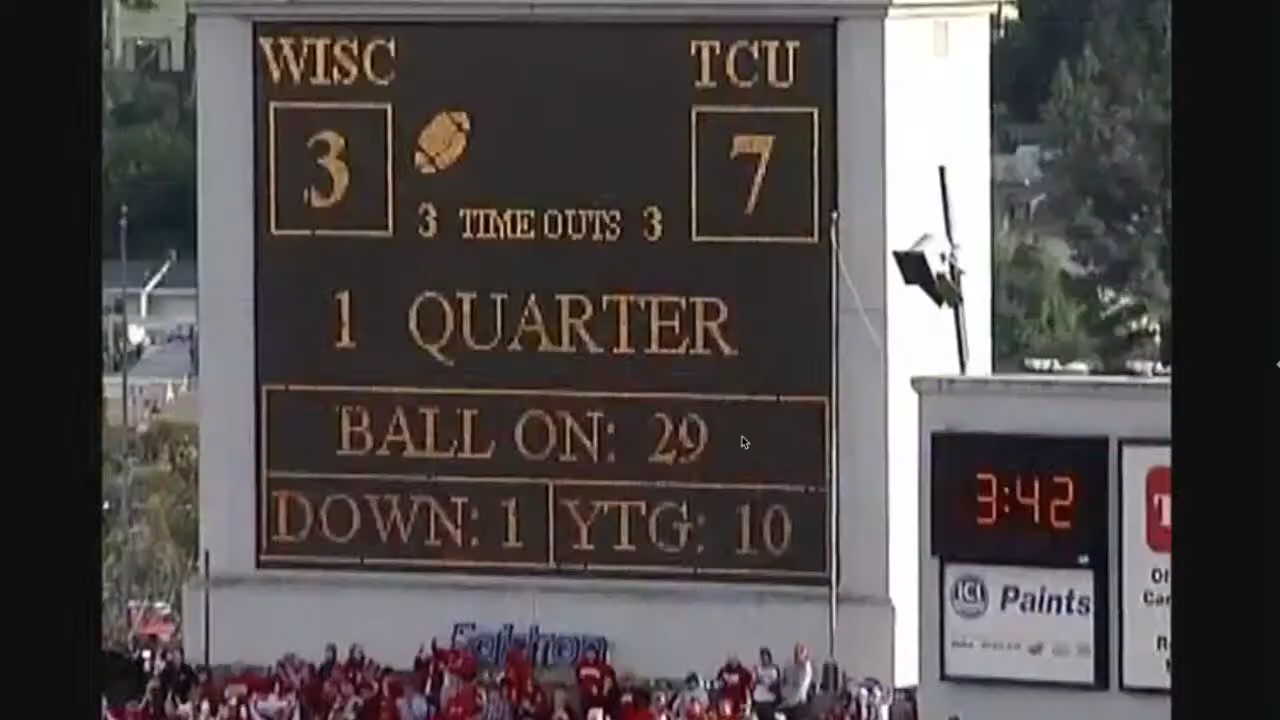 WISC TCU
3 7
3 TIME OUTS 3
1 QUARTER
BALL ON: 29
DOWN: 1 YTG: 10
3:42
ICI Paints